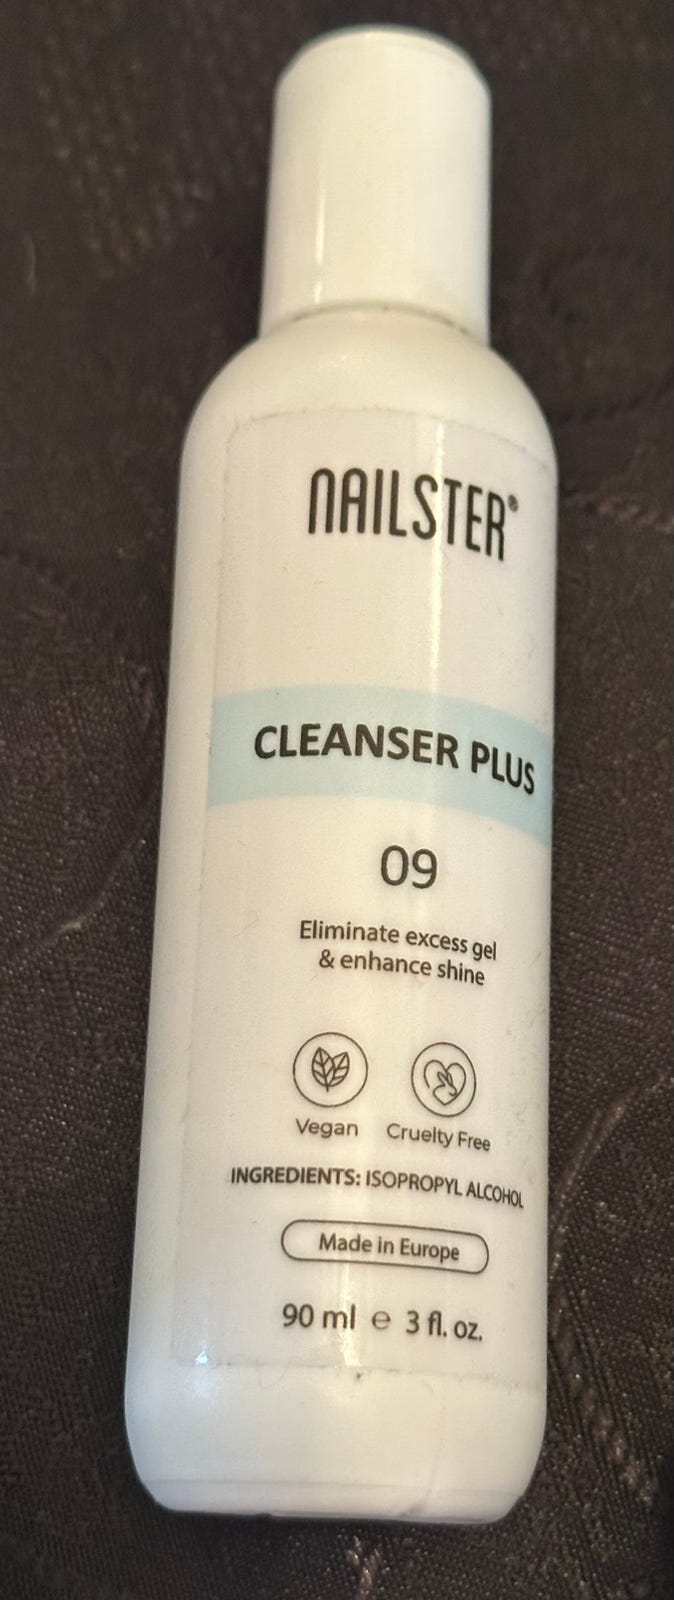 NAILSTER®
CLEANSER PLUS
09
Eliminate excess gel
& enhance shine
Vegan Cruelty Free
INGREDIENTS: ISOPROPYL ALCOHOL
Made in Europe
90 ml ℮ 3 fl. oz.